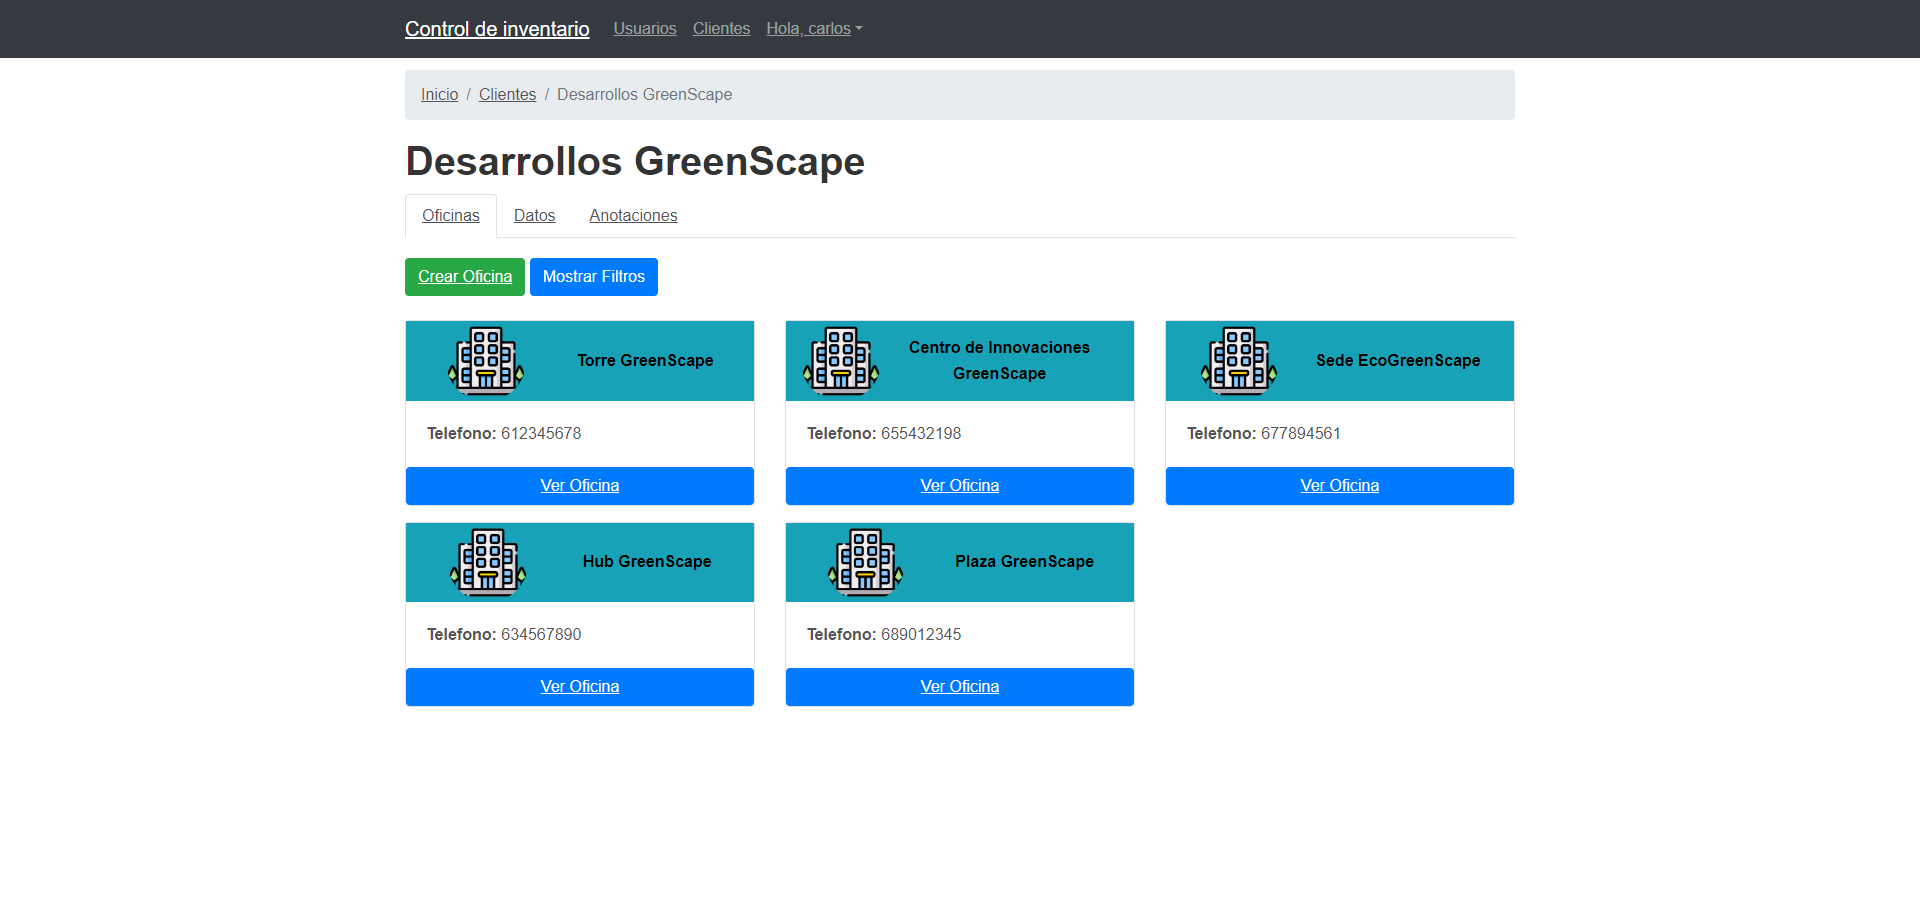 Control de inventario Usuarios Clientes Hola, carlos
Inicio / Clientes / Desarrollos GreenScape
Desarrollos GreenScape
Oficinas Datos Anotaciones
Crear Oficina Mostrar Filtros
Torre GreenScape
Telefono: 612345678
Ver Oficina
Centro de Innovaciones
GreenScape
Telefono: 655432198
Ver Oficina
Sede EcoGreenScape
Telefono: 677894561
Ver Oficina
Hub GreenScape
Telefono: 634567890
Ver Oficina
Plaza GreenScape
Telefono: 689012345
Ver Oficina